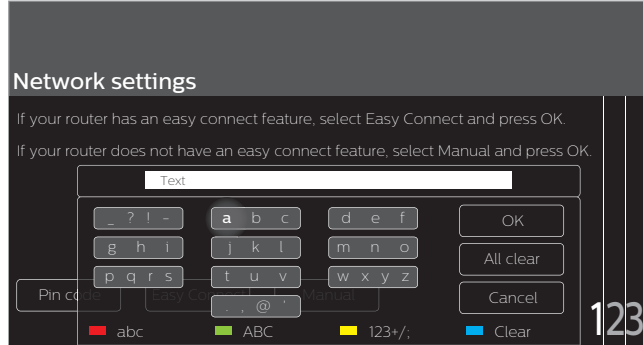 Network settings
If your router has an easy connect feature, select Easy Connect and press OK.
If your router does not have an easy connect feature, select Manual and press OK.
Text
_ ? ! - a b c d e f OK
g h i j k l m n o All clear
p q r s t u v w x y z
Pin code Easy Connect Manual Cancel
. , @ ' 123
abc ABC 123+/; Clear